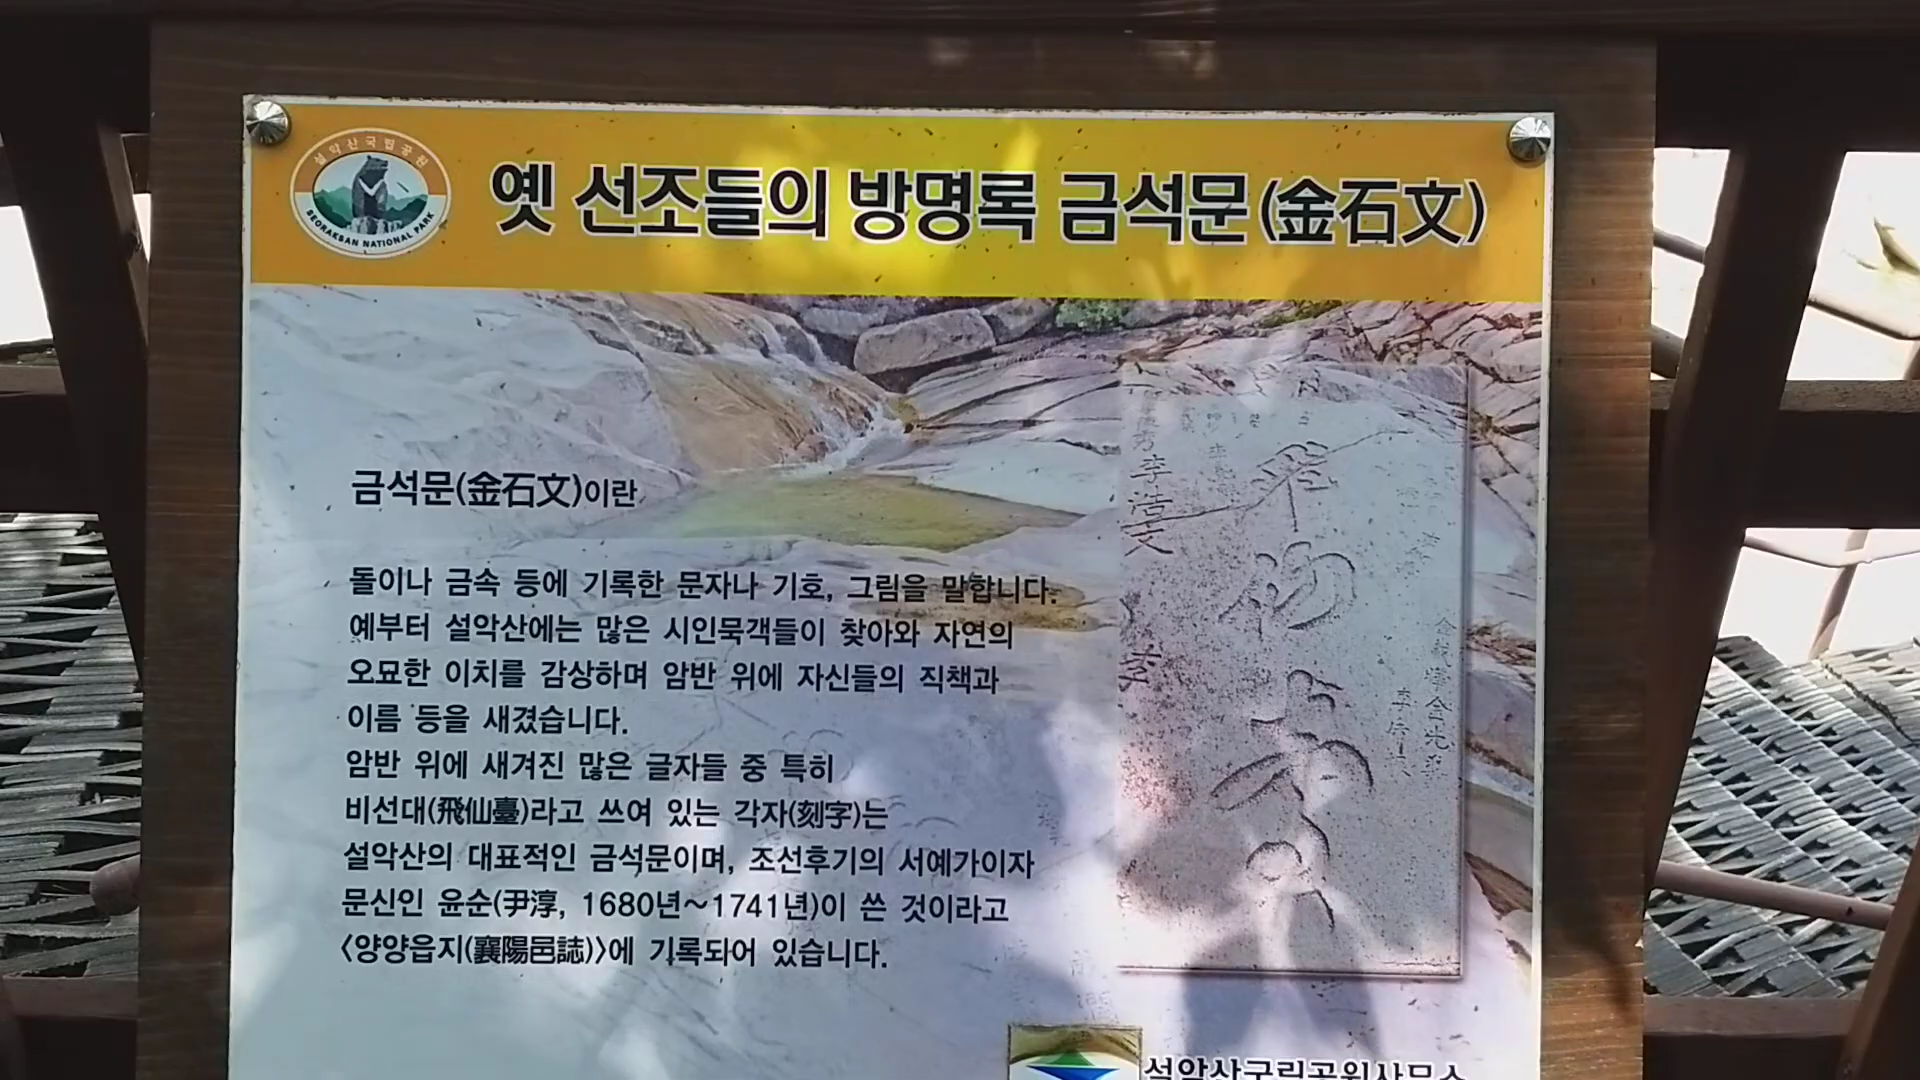 설악산국립공원
SEORAKSAN NATIONAL PARK
옛 선조들의 방명록 금석문(金石文)
금석문(金石文)이란
돌이나 금속 등에 기록한 문자나 기호, 그림을 말합니다.
예부터 설악산에는 많은 시인묵객들이 찾아와 자연의
오묘한 이치를 감상하며 암반 위에 자신들의 직책과
이름 등을 새겼습니다.
암반 위에 새겨진 많은 글자들 중 특히
비선대(飛仙臺)라고 쓰여 있는 각자(刻字)는
설악산의 대표적인 금석문이며, 조선후기의 서예가이자
문신인 윤순(尹淳, 1680년~1741년)이 쓴 것이라고
〈양양읍지(襄陽邑誌)〉에 기록되어 있습니다.
飛仙臺
설악산국립공원사무소